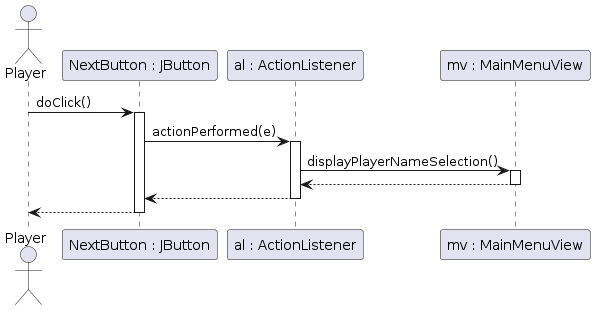 Player
NextButton : JButton
al : ActionListener
mv : MainMenuView
doClick()
actionPerformed(e)
displayPlayerNameSelection()
Player
NextButton : JButton
al : ActionListener
mv : MainMenuView